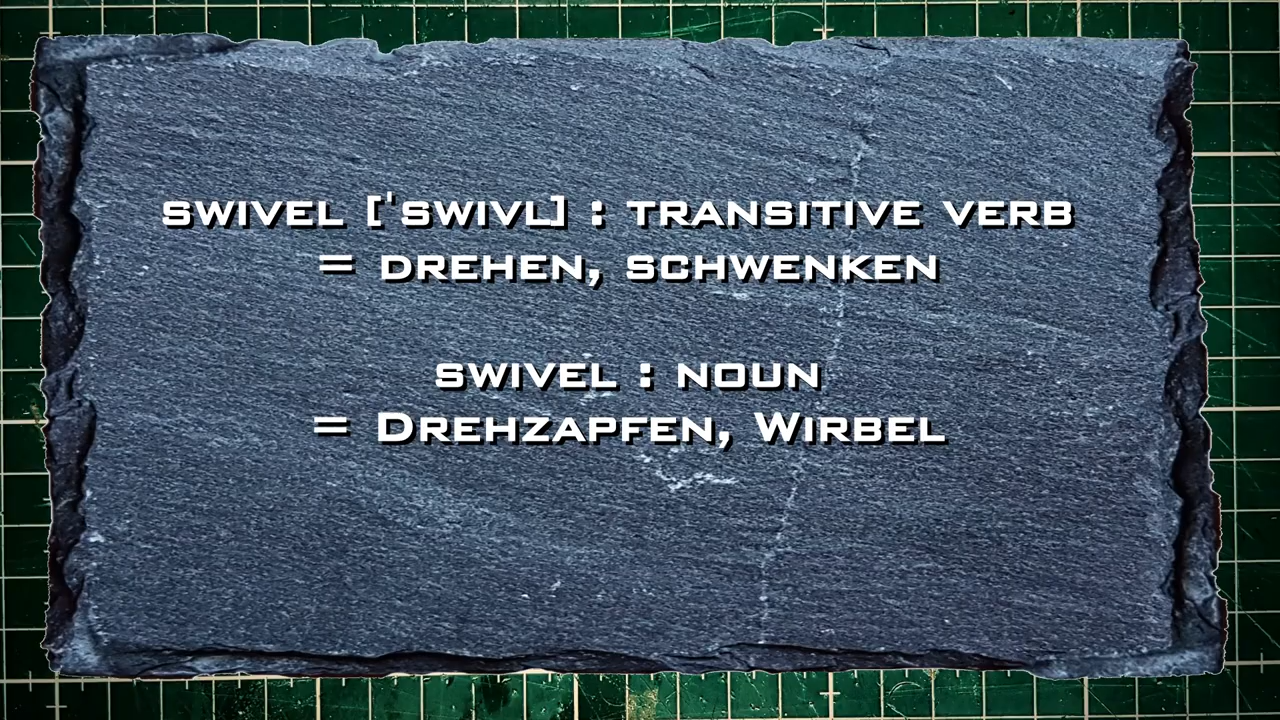 swivel ['swivl] : transitive verb
= drehen, schwenken
swivel : noun
= Drehzapfen, Wirbel